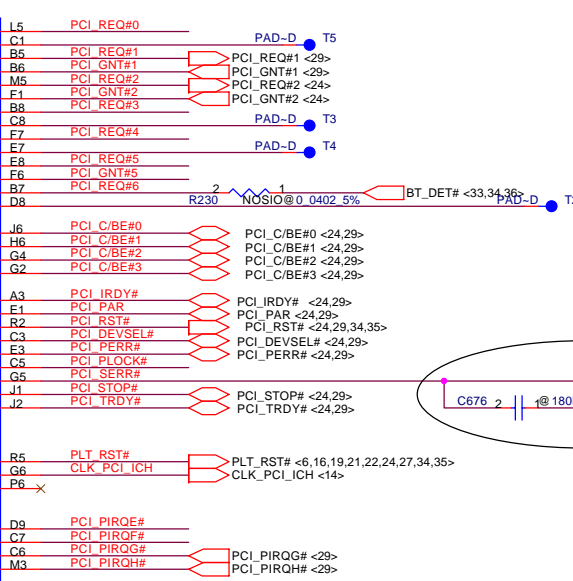 L5 PCI_REQ#0
C1 PAD~D T5
B5 PCI_REQ#1 PCI_REQ#1 <29>
B6 PCI_GNT#1 PCI_GNT#1 <29>
M5 PCI_REQ#2 PCI_REQ#2 <24>
F1 PCI_GNT#2 PCI_GNT#2 <24>
B8 PCI_REQ#3
C8 PAD~D T3
F7 PCI_REQ#4
E7 PAD~D T4
E8 PCI_REQ#5
F6 PCI_GNT#5
B7 PCI_REQ#6 2 1 BT_DET# <33,34,36>
D8 R230 NOSIO@0_0402_5% PAD~D
J6 PCI_C/BE#0 PCI_C/BE#0 <24,29>
H6 PCI_C/BE#1 PCI_C/BE#1 <24,29>
G4 PCI_C/BE#2 PCI_C/BE#2 <24,29>
G2 PCI_C/BE#3 PCI_C/BE#3 <24,29>
A3 PCI_IRDY# PCI_IRDY# <24,29>
E1 PCI_PAR PCI_PAR <24,29>
R2 PCI_RST# PCI_RST# <24,29,34,35>
C3 PCI_DEVSEL# PCI_DEVSEL# <24,29>
E3 PCI_PERR# PCI_PERR# <24,29>
C5 PCI_PLOCK#
G5 PCI_SERR#
J1 PCI_STOP# PCI_STOP# <24,29>
J2 PCI_TRDY# PCI_TRDY# <24,29>
C676 2 1 @180
R5 PLT_RST# PLT_RST# <6,16,19,21,22,24,27,34,35>
G6 CLK_PCI_ICH CLK_PCI_ICH <14>
P6
D9 PCI_PIRQE#
C7 PCI_PIRQF#
C6 PCI_PIRQG# PCI_PIRQG# <29>
M3 PCI_PIRQH# PCI_PIRQH# <29>